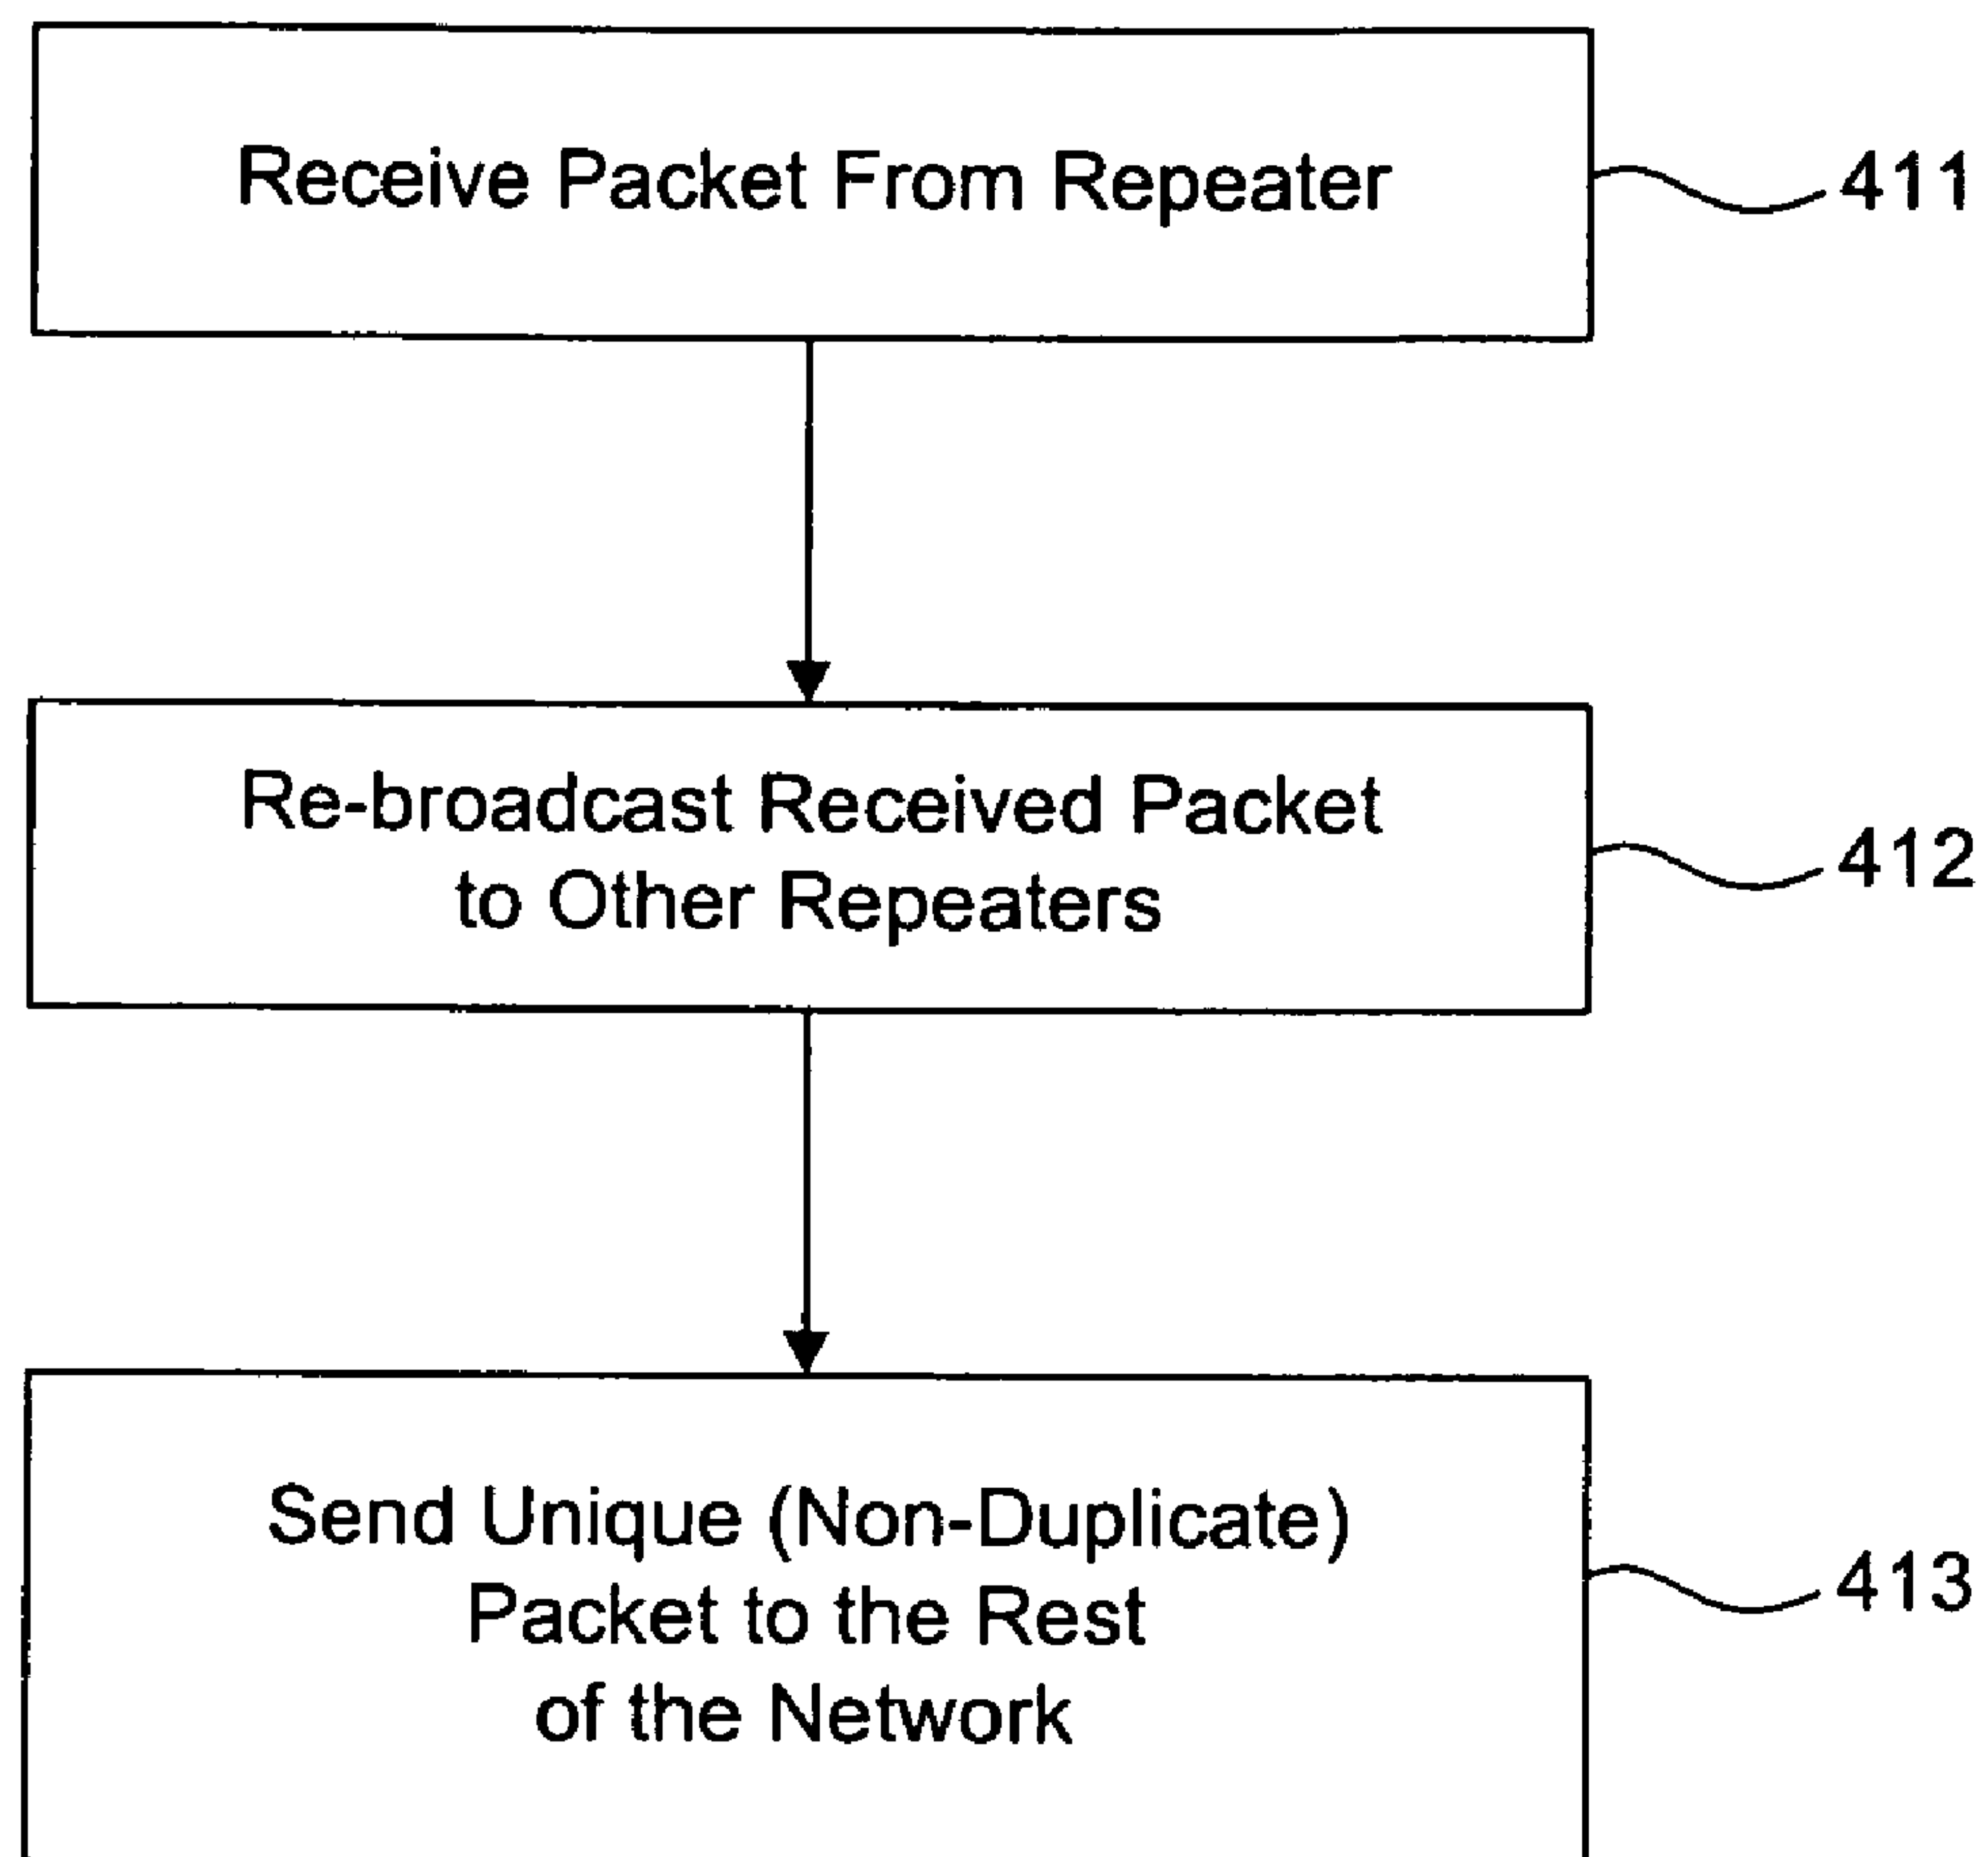 Receive Packet From Repeater
411
Re-broadcast Received Packet
to Other Repeaters
412
Send Unique (Non-Duplicate)
Packet to the Rest
of the Network
413